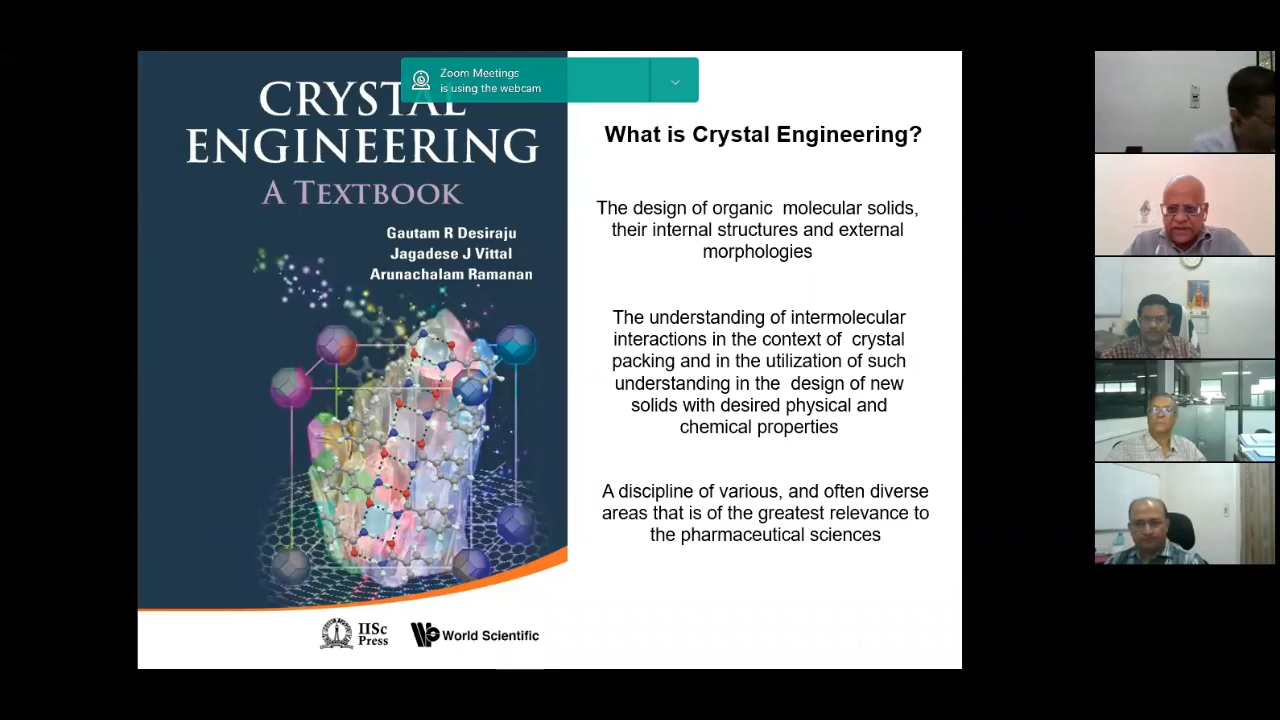 CRYSTAL
ENGINEERING
A TEXTBOOK
Gautam R Desiraju
Jagadese J Vittal
Arunachalam Ramanan
IISc
Press
World Scientific
Zoom Meetings
is using the webcam
What is Crystal Engineering?
The design of organic molecular solids,
their internal structures and external
morphologies
The understanding of intermolecular
interactions in the context of crystal
packing and in the utilization of such
understanding in the design of new
solids with desired physical and
chemical properties
A discipline of various, and often diverse
areas that is of the greatest relevance to
the pharmaceutical sciences